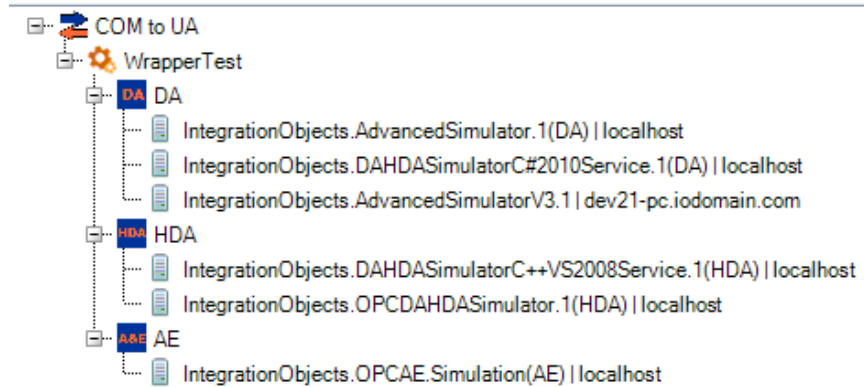 COM to UA
WrapperTest
DA DA
IntegrationObjects.AdvancedSimulator.1(DA) | localhost
IntegrationObjects.DAHDASimulatorC#2010Service.1(DA) | localhost
IntegrationObjects.AdvancedSimulatorV3.1 | dev21-pc.iodomain.com
HDA HDA
IntegrationObjects.DAHDASimulatorC++VS2008Service.1(HDA) | localhost
IntegrationObjects.OPCDAHDASimulator.1(HDA) | localhost
A&E AE
IntegrationObjects.OPCAE.Simulation(AE) | localhost